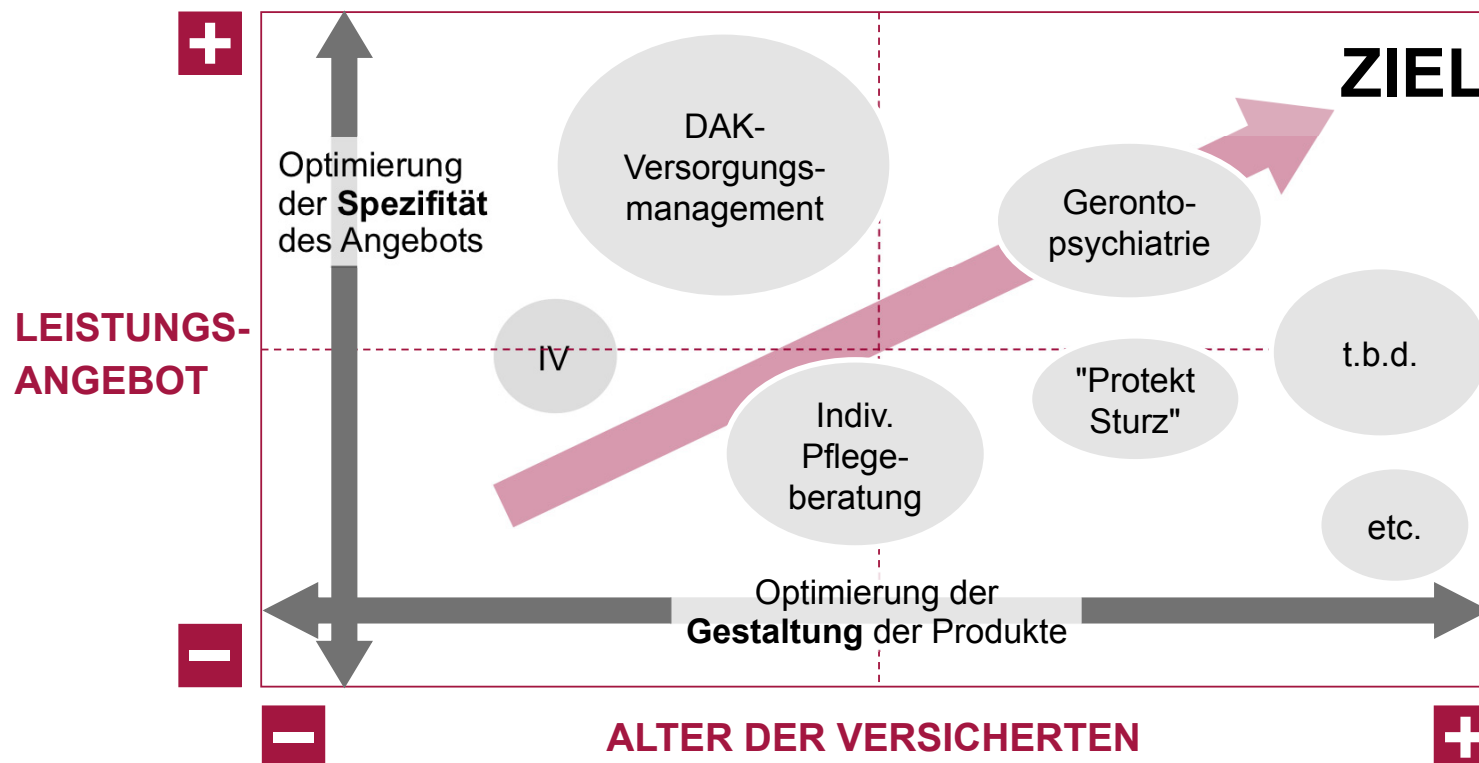 ZIEL
DAK-
Versorgungs-
management
Optimierung
der Spezifität
des Angebots
Geronto-
psychiatrie
LEISTUNGS-
ANGEBOT
IV
t.b.d.
"Protekt
Sturz"
Indiv.
Pflege-
beratung
etc.
Optimierung der
Gestaltung der Produkte
ALTER DER VERSICHERTEN